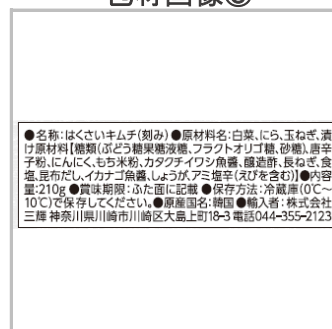 ●名称:はくさいキムチ(刻み)●原材料名:白菜、にら、玉ねぎ、漬
け原材料【糖類(ぶどう糖果糖液糖、フラクトオリゴ糖、砂糖)、唐辛
子粉、にんにく、もち米粉、カタクチイワシ魚醤、醸造酢、長ねぎ、食
塩、昆布だし、イカナゴ魚醤、しょうが、アミ塩辛(えびを含む)】●内容
量:210g ●賞味期限:ふた面に記載 ●保存方法:冷蔵庫(0℃~
10℃)で保存してください。●原産国名:韓国 ●輸入者:株式会社
三輝 神奈川県川崎市川崎区大島上町18-3 電話044-355-2123